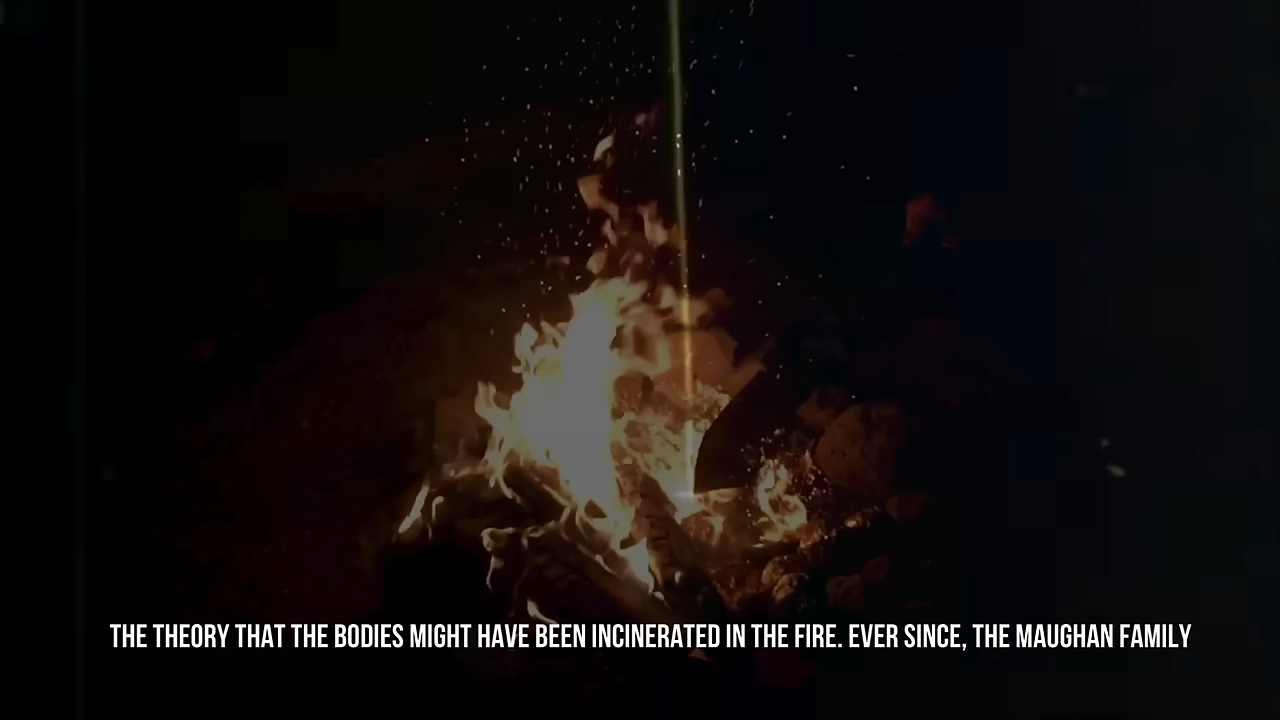 THE THEORY THAT THE BODIES MIGHT HAVE BEEN INCINERATED IN THE FIRE. EVER SINCE, THE MAUGHAN FAMILY